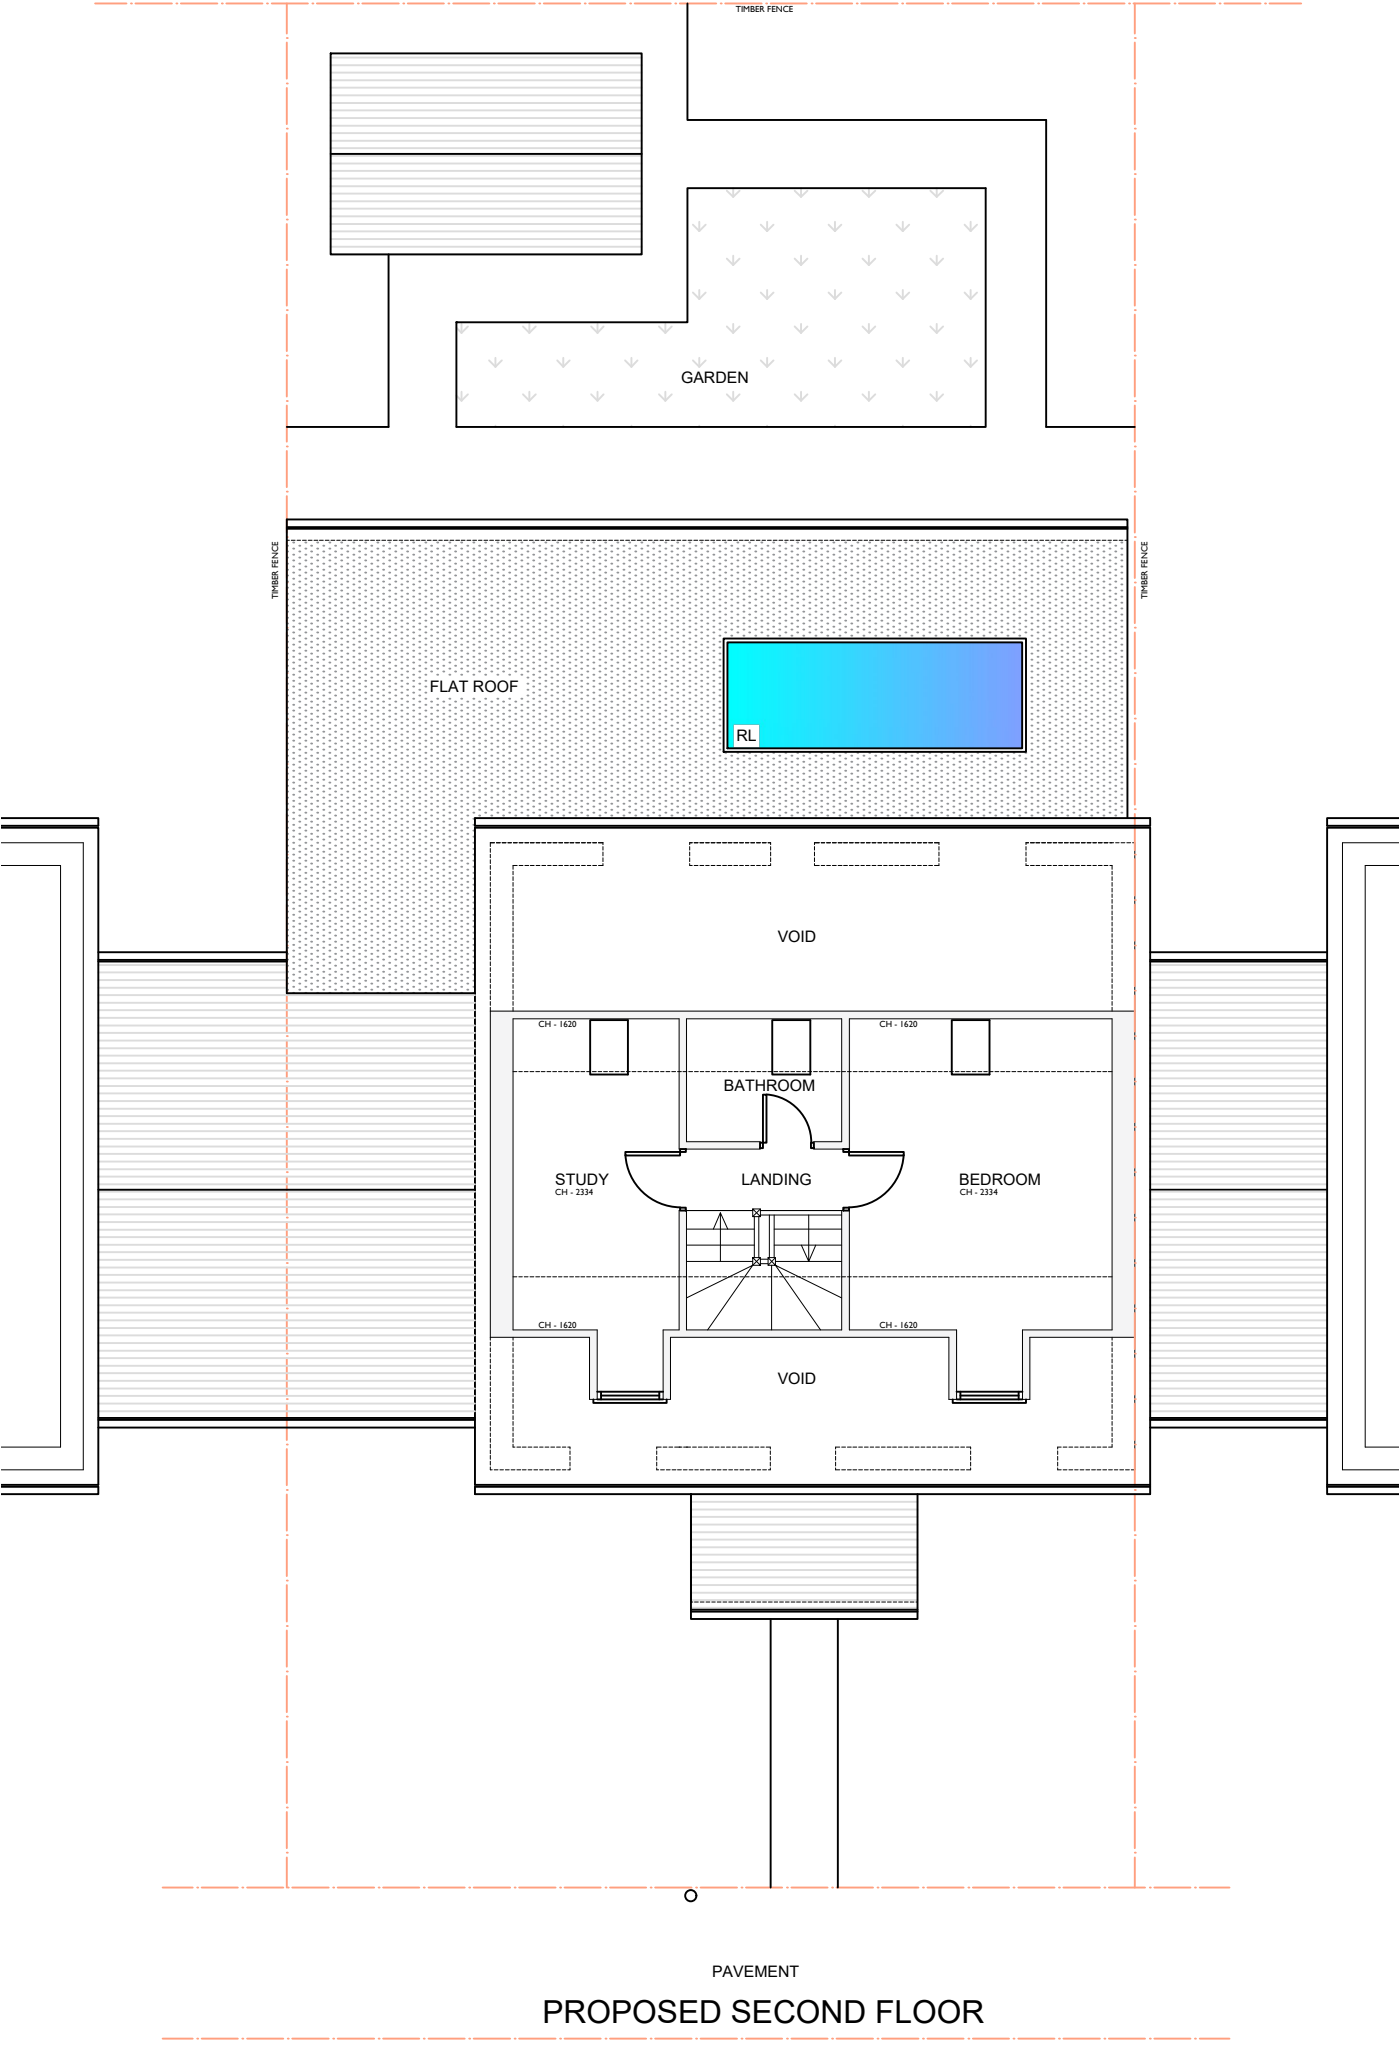 TIMBER FENCE
GARDEN
TIMBER FENCE
TIMBER FENCE
FLAT ROOF
RL
VOID
CH - 1620
CH - 1620
BATHROOM
STUDY
CH - 2334
LANDING
BEDROOM
CH - 2334
CH - 1620
CH - 1620
VOID
PAVEMENT
PROPOSED SECOND FLOOR